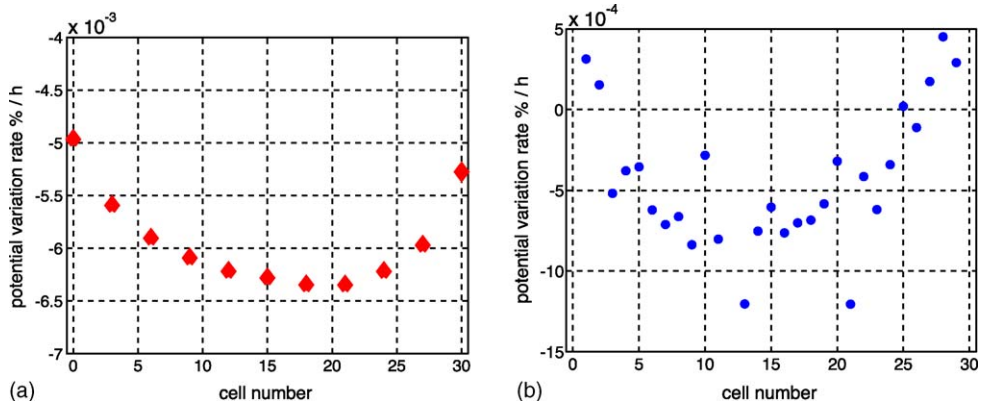 x 10⁻³
-4
-4.5
-5
-5.5
-6
-6.5
-7
0 5 10 15 20 25 30
potential variation rate % / h
cell number
(a)
x 10⁻⁴
5
0
-5
-10
-15
0 5 10 15 20 25 30
potential variation rate % / h
cell number
(b)